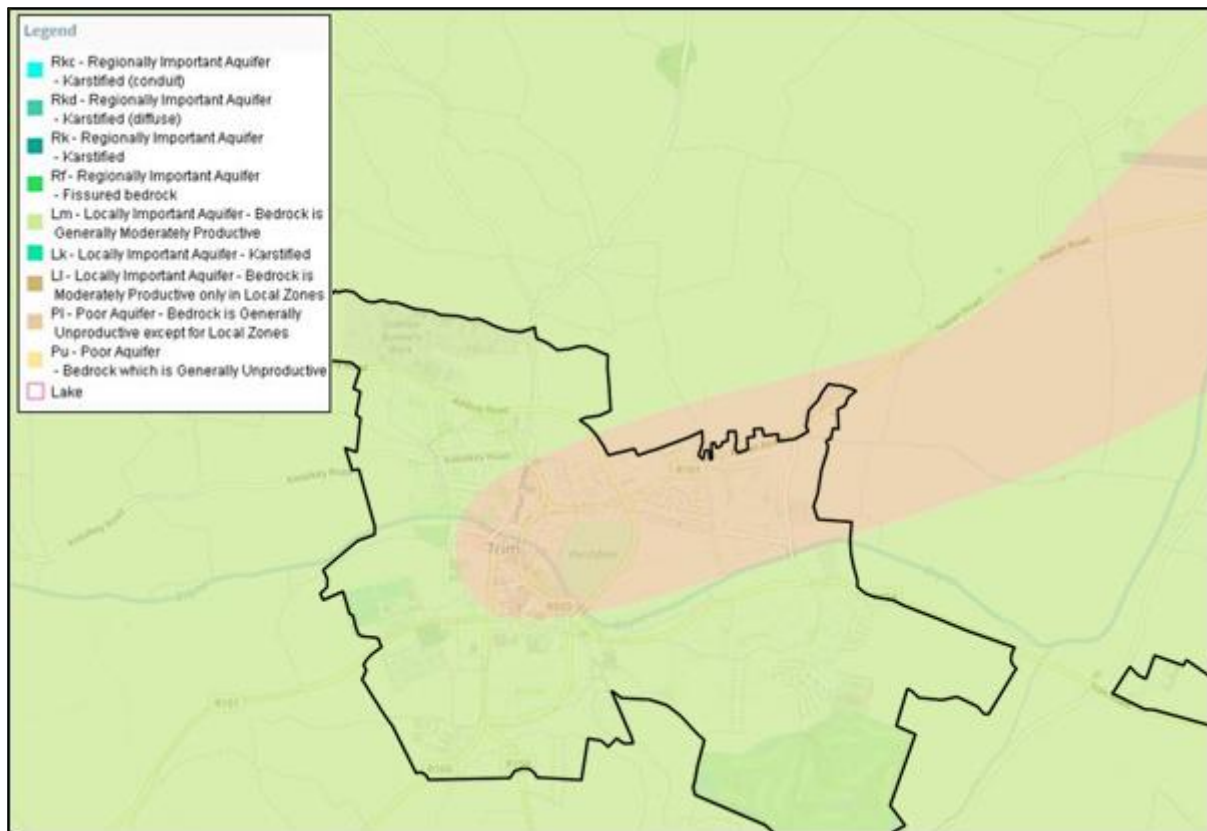 Legend
Rkc - Regionally Important Aquifer
- Karstified (conduit)
Rkd - Regionally Important Aquifer
- Karstified (diffuse)
Rk - Regionally Important Aquifer
- Karstified
Rf - Regionally Important Aquifer
- Fissured bedrock
Lm - Locally Important Aquifer - Bedrock is
Generally Moderately Productive
Lk - Locally Important Aquifer - Karstified
Ll - Locally Important Aquifer - Bedrock is
Moderately Productive only in Local Zones
Pl - Poor Aquifer - Bedrock is Generally
Unproductive except for Local Zones
Pu - Poor Aquifer
- Bedrock which is Generally Unproductive
Lake
Trim